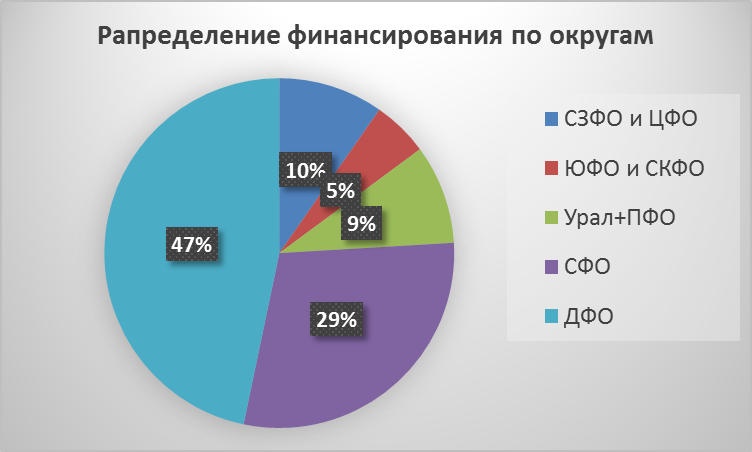 Рапределение финансирования по округам
10%
5%
9%
47%
29%
СЗФО и ЦФО
ЮФО и СКФО
Урал+ПФО
СФО
ДФО